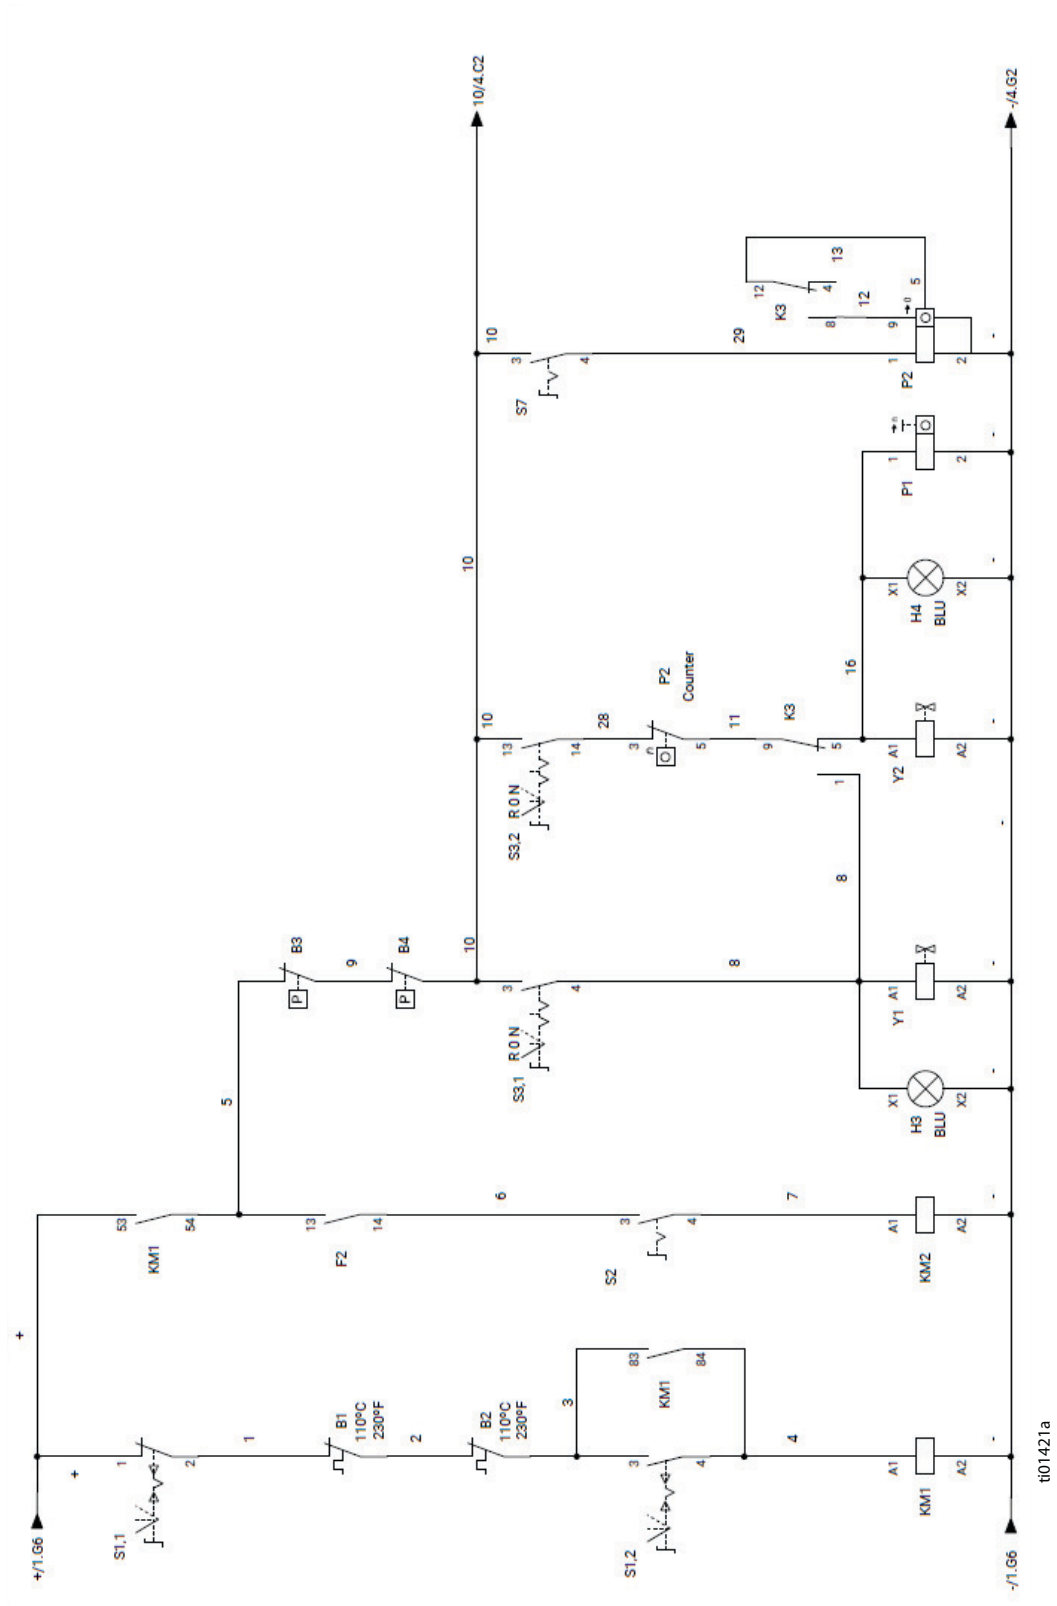 +/1.G6
+
+
S1,1
1
2
1
B1
110°C
230°F
2
B2
110°C
230°F
3
S1,2
3
4
83
84
KM1
4
KM1
A1
A2
-
-/1.G6
KM1
53
54
5
F2
13
14
6
S2
3
4
7
KM2
A1
A2
-
B3
P
9
B4
P
10
S3,1
R 0 N
3
4
8
H3
BLU
X1
X2
-
Y1
A1
A2
-
8
-
10
S3,2
R 0 N
13
14
28
P2
Counter
n
3
5
11
K3
9
5
1
16
Y2
A1
A2
-
10
H4
BLU
X1
X2
-
P1
1
2
n
-
10
S7
3
4
29
P2
1
2
9
5
0
-
K3
12
4
8
12
13
10/4.C2
-/4.G2
ti01421a